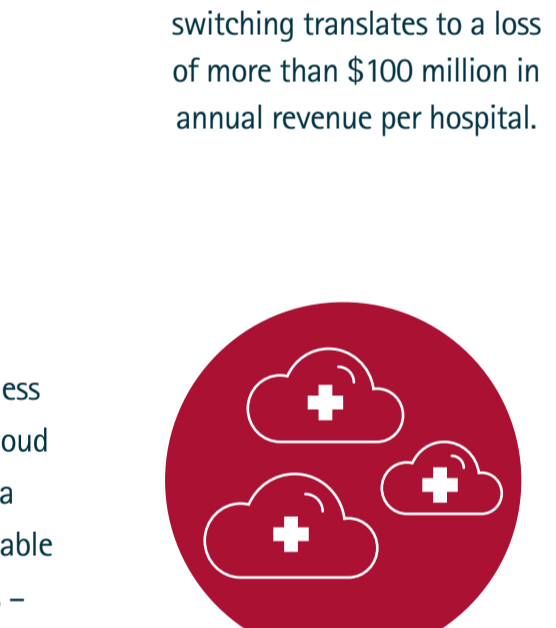 switching translates to a loss
of more than $100 million in
annual revenue per hospital.
ess
oud
a
able
–